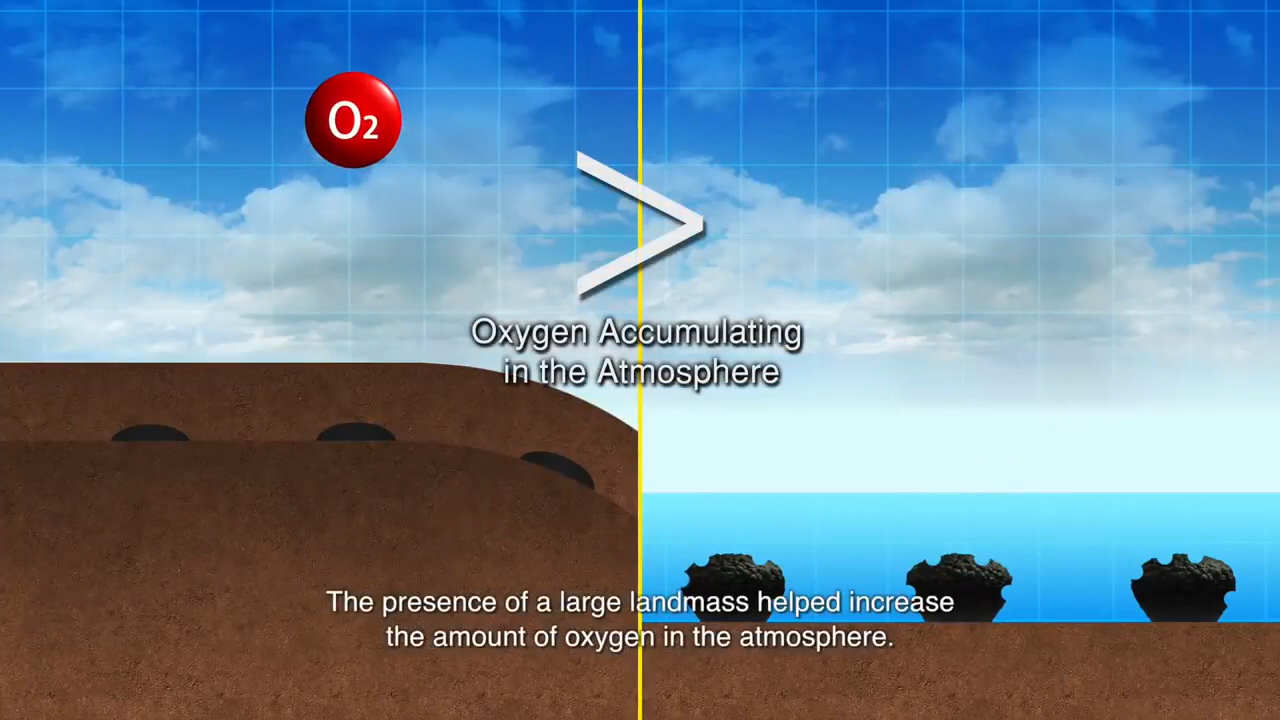 O2
>
Oxygen Accumulating
in the Atmosphere
The presence of a large landmass helped increase
the amount of oxygen in the atmosphere.